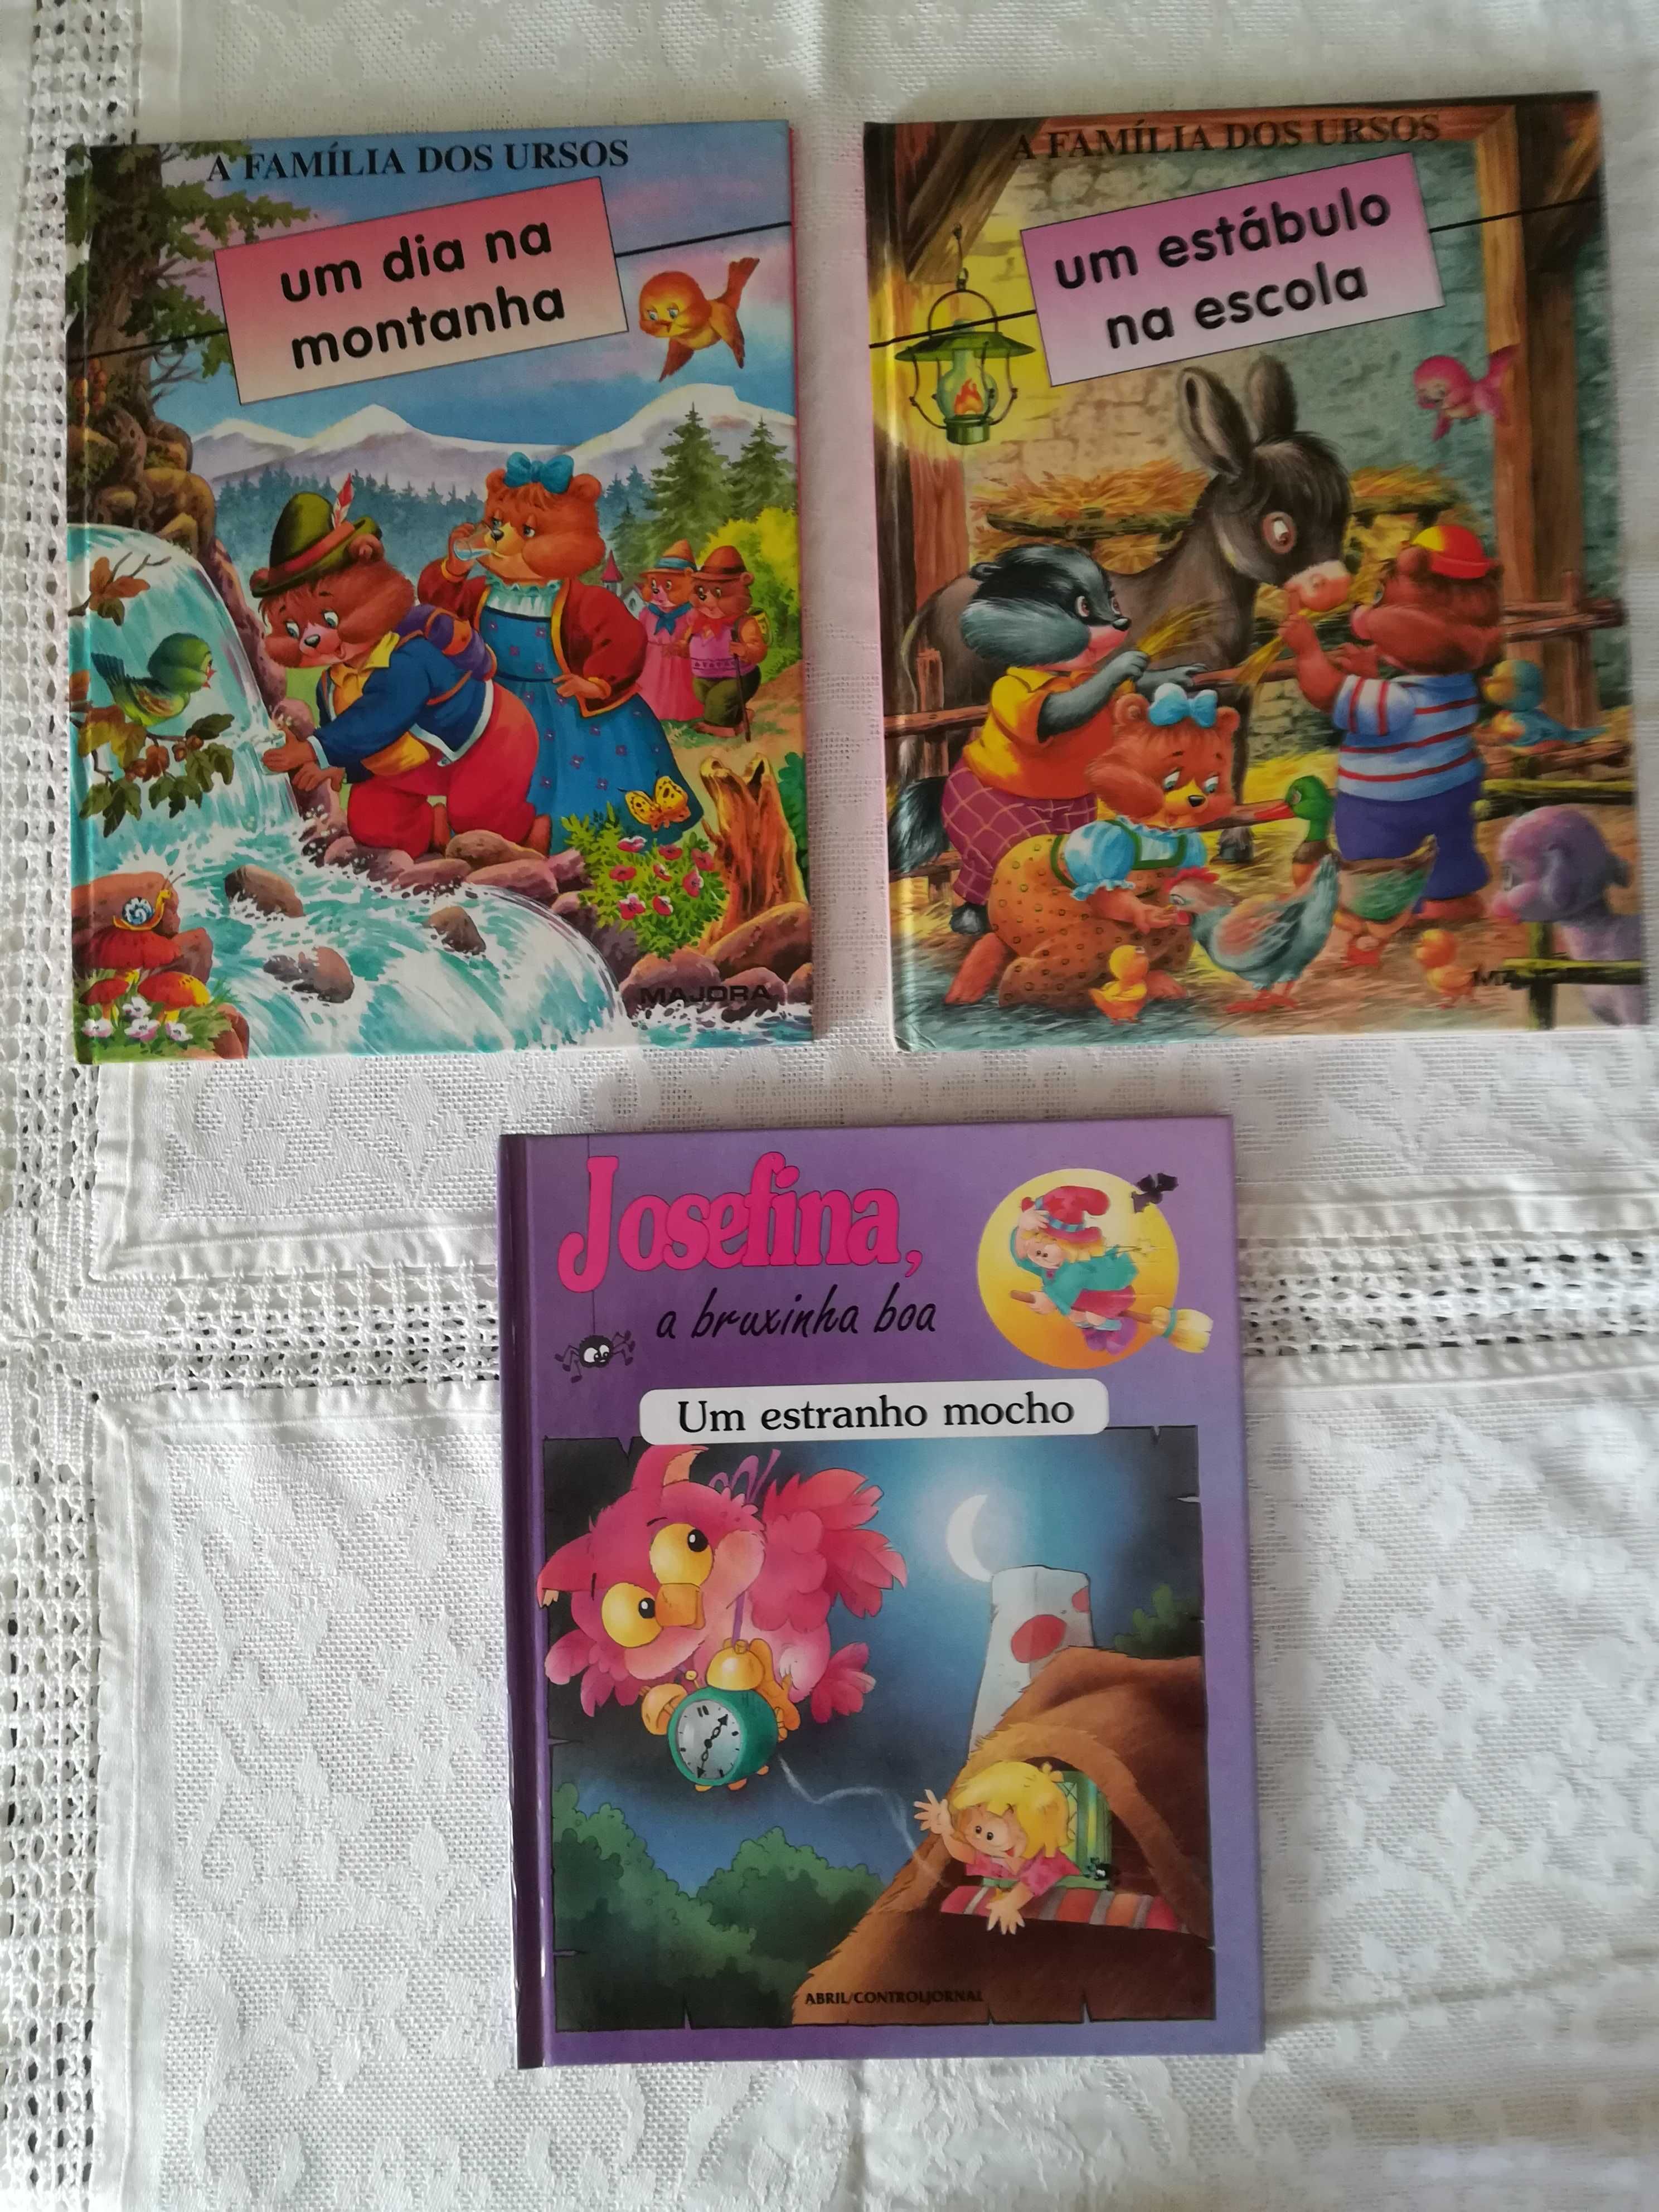 A FAMÍLIA DOS URSOS
um dia na
montanha
MAJORA
A FAMÍLIA DOS URSOS
um estábulo
na escola
Josefina,
a bruxinha boa
Um estranho mocho
ABRIL/CONTROLJORNAL